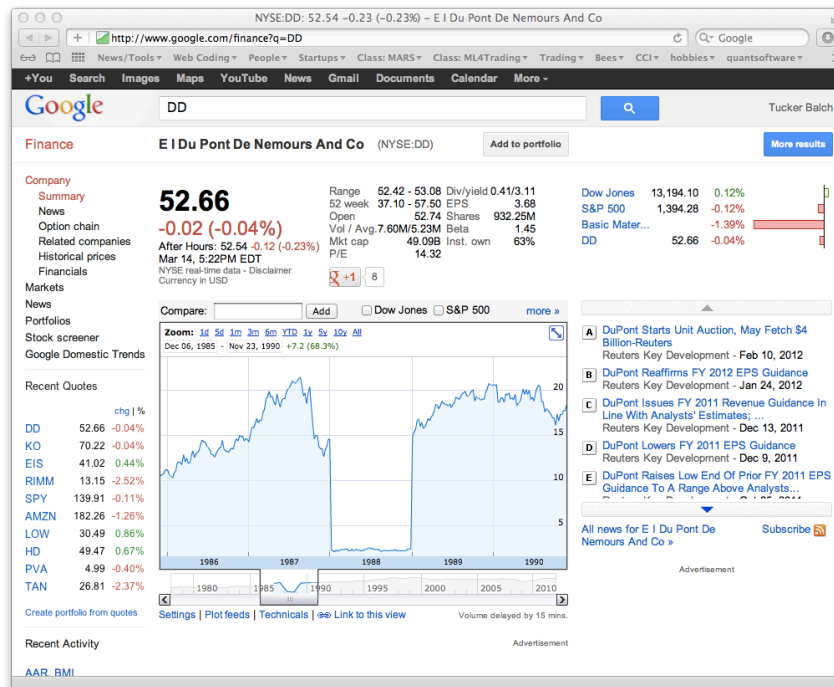 NYSE:DD: 52.54 -0.23 (-0.23%) – E I Du Pont De Nemours And Co
http://www.google.com/finance?q=DD
Google
News/Tools Web Coding People Startups Class: MARS Class: ML4Trading Trading Bees CCI hobbies quantsoftware
+You Search Images Maps YouTube News Gmail Documents Calendar More
Google DD Tucker Balch
Finance E I Du Pont De Nemours And Co (NYSE:DD) Add to portfolio More results
Company
Summary
News
Option chain
Related companies
Historical prices
Financials
Markets
News
Portfolios
Stock screener
Google Domestic Trends
Recent Quotes
chg | %
DD 52.66 -0.04%
KO 70.22 -0.04%
EIS 41.02 0.44%
RIMM 13.15 -2.52%
SPY 139.91 -0.11%
AMZN 182.26 -1.26%
LOW 30.49 0.86%
HD 49.47 0.67%
PVA 4.99 -0.40%
TAN 26.81 -2.37%
Create portfolio from quotes
Recent Activity
AAR, BMI
52.66
-0.02 (-0.04%)
After Hours: 52.54 -0.12 (-0.23%)
Mar 14, 5:22PM EDT
NYSE real-time data - Disclaimer
Currency in USD
Range 52.42 - 53.08 Div/yield 0.41/3.11
52 week 37.10 - 57.50 EPS 3.68
Open 52.74 Shares 932.25M
Vol / Avg. 7.60M/5.23M Beta 1.45
Mkt cap 49.09B Inst. own 63%
P/E 14.32
g +1 8
Dow Jones 13,194.10 0.12%
S&P 500 1,394.28 -0.12%
Basic Mater... -1.39%
DD 52.66 -0.04%
Compare: Add Dow Jones S&P 500 more »
Zoom: 1d 5d 1m 3m 6m YTD 1y 5y 10y All
Dec 06, 1985 - Nov 23, 1990 +7.2 (68.3%)
20
15
10
5
1986 1987 1988 1989 1990
1980 1985 1990 1995 2000 2005 2010
Settings | Plot feeds | Technicals | Link to this view Volume delayed by 15 mins.
Advertisement
A DuPont Starts Unit Auction, May Fetch $4
Billion-Reuters
Reuters Key Development - Feb 10, 2012
B DuPont Reaffirms FY 2012 EPS Guidance
Reuters Key Development - Jan 24, 2012
C DuPont Issues FY 2011 Revenue Guidance In
Line With Analysts' Estimates; ...
Reuters Key Development - Dec 13, 2011
D DuPont Lowers FY 2011 EPS Guidance
Reuters Key Development - Dec 9, 2011
E DuPont Raises Low End Of Prior FY 2011 EPS
Guidance To A Range Above Analysts...
Reuters Key Development - Oct 25, 2011
All news for E I Du Pont De
Nemours And Co »
Subscribe
Advertisement